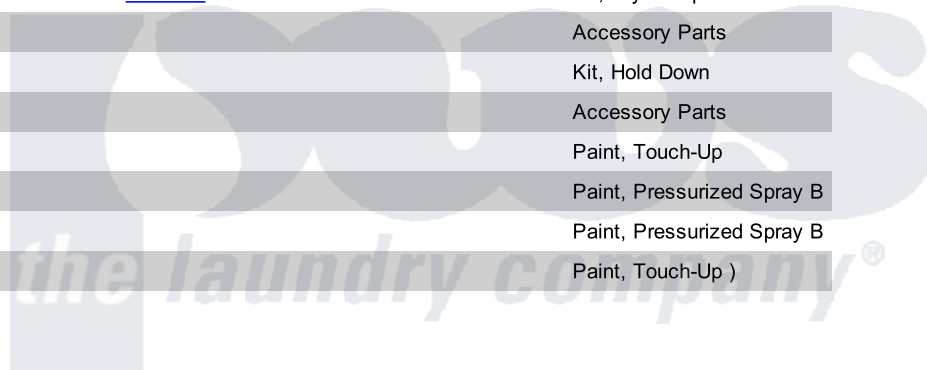 Accessory Parts
Kit, Hold Down
Accessory Parts
Paint, Touch-Up
Paint, Pressurized Spray B
Paint, Pressurized Spray B
Paint, Touch-Up )
the laundry company®